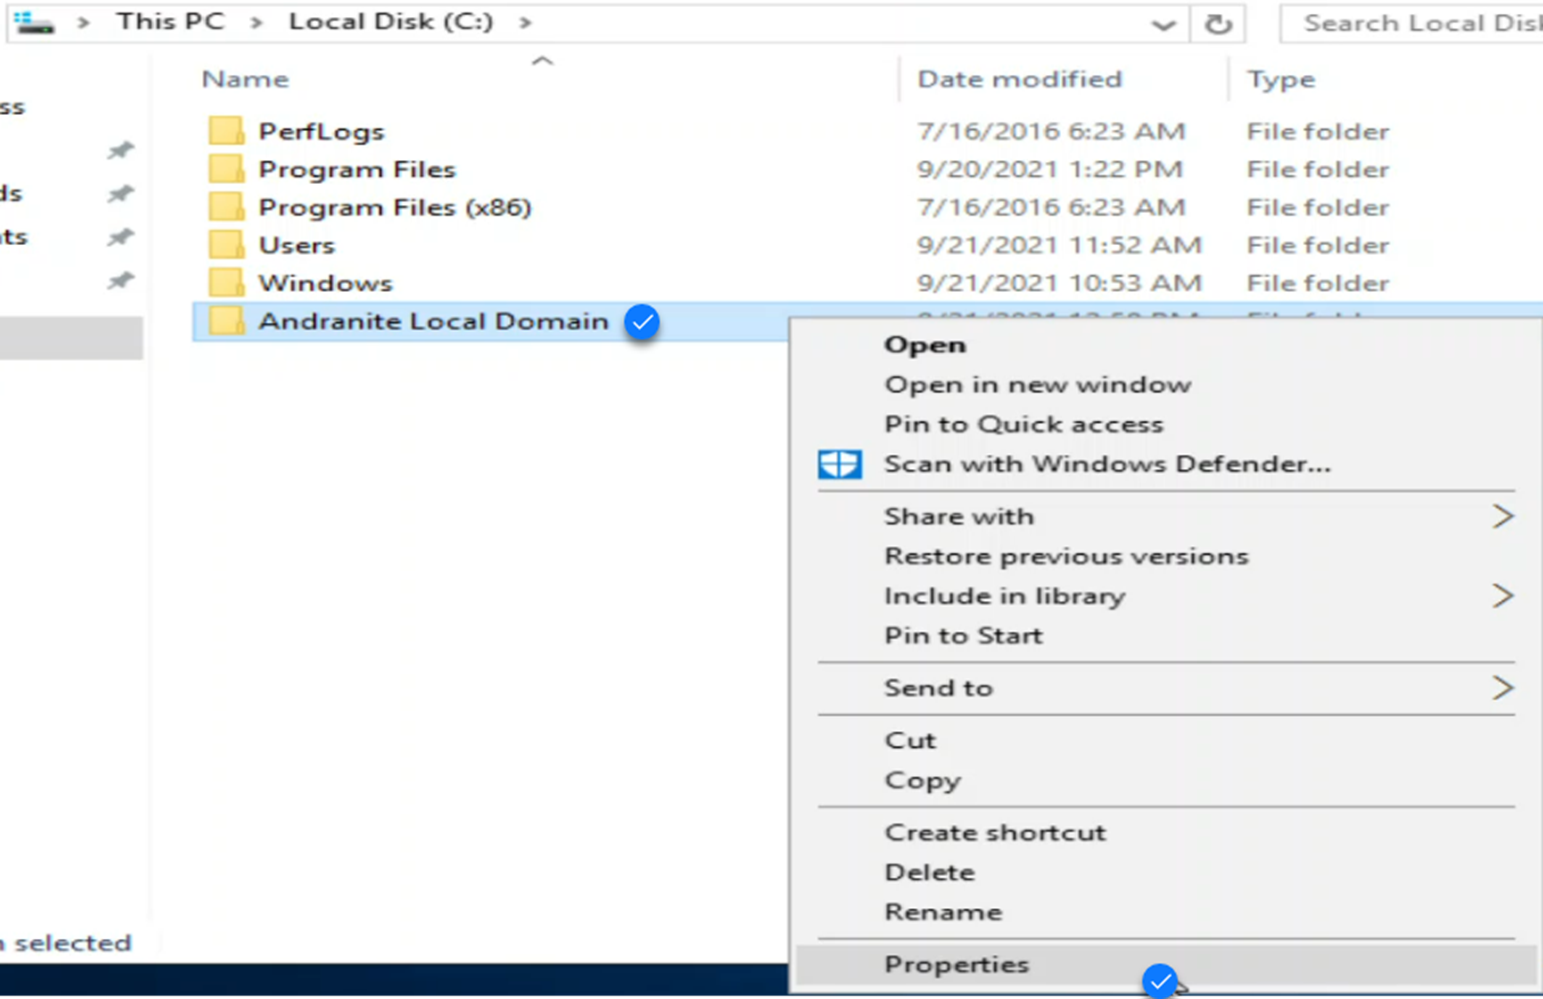 This PC > Local Disk (C:) >
Search Local Disk
Name Date modified Type
PerfLogs 7/16/2016 6:23 AM File folder
Program Files 9/20/2021 1:22 PM File folder
Program Files (x86) 7/16/2016 6:23 AM File folder
Users 9/21/2021 11:52 AM File folder
Windows 9/21/2021 10:53 AM File folder
Andranite Local Domain
ss
ds
ts
Open
Open in new window
Pin to Quick access
Scan with Windows Defender...
Share with
Restore previous versions
Include in library
Pin to Start
Send to
Cut
Copy
Create shortcut
Delete
Rename
Properties
selected